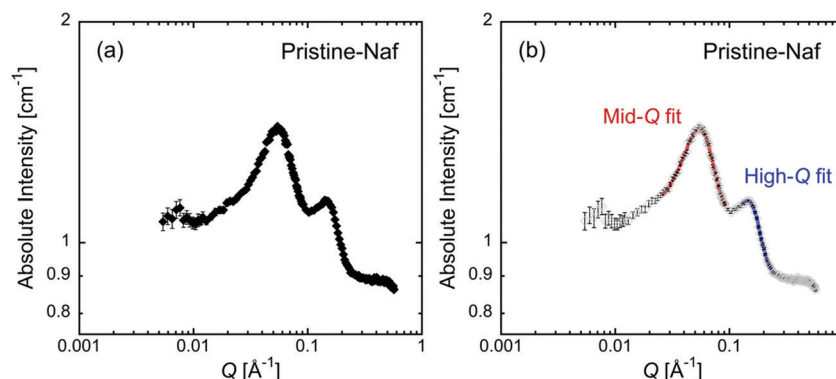 (a) Pristine-Naf
Absolute Intensity [cm⁻¹]
2
1
0.9
0.8
0.001 0.01 0.1 1
Q [Å⁻¹]
(b) Pristine-Naf
Mid-Q fit
High-Q fit
Absolute Intensity [cm⁻¹]
2
1
0.9
0.8
0.001 0.01 0.1 1
Q [Å⁻¹]